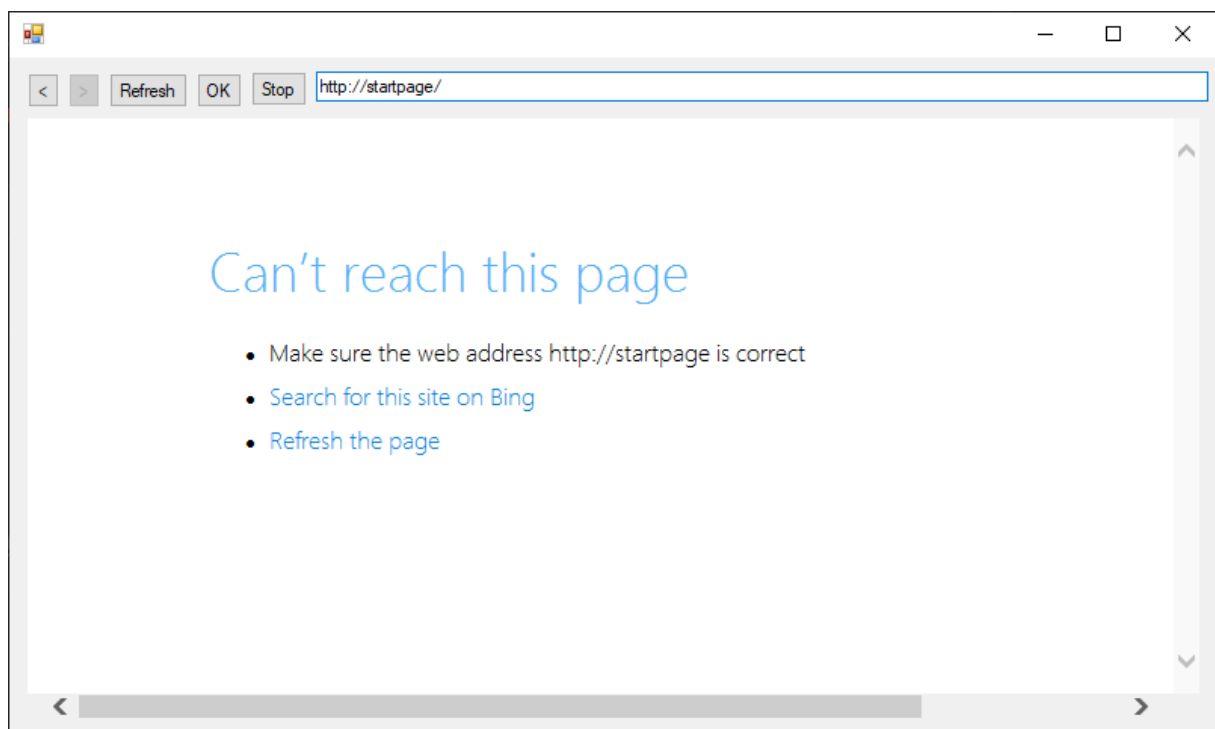 < > Refresh OK Stop http://startpage/
Can't reach this page
• Make sure the web address http://startpage is correct
• Search for this site on Bing
• Refresh the page